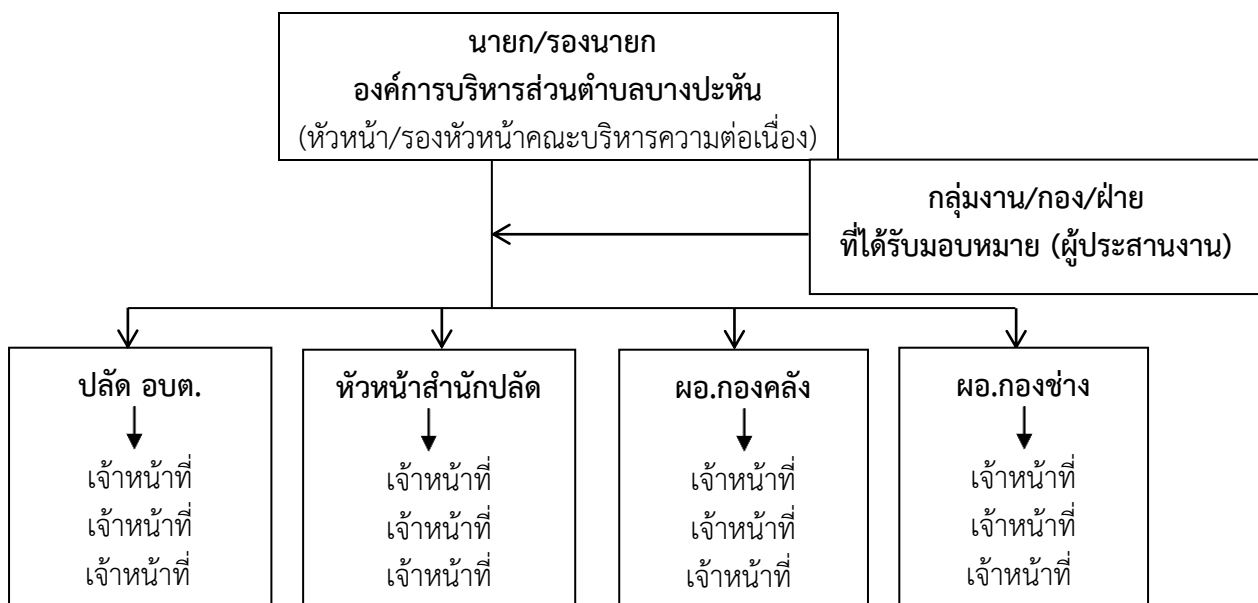 นายก/รองนายก
องค์การบริหารส่วนตำบลบางปะหัน
(หัวหน้า/รองหัวหน้าคณะบริหารความต่อเนื่อง)
กลุ่มงาน/กอง/ฝ่าย
ที่ได้รับมอบหมาย (ผู้ประสานงาน)
ปลัด อบต.
เจ้าหน้าที่
เจ้าหน้าที่
เจ้าหน้าที่
หัวหน้าสำนักปลัด
เจ้าหน้าที่
เจ้าหน้าที่
เจ้าหน้าที่
ผอ.กองคลัง
เจ้าหน้าที่
เจ้าหน้าที่
เจ้าหน้าที่
ผอ.กองช่าง
เจ้าหน้าที่
เจ้าหน้าที่
เจ้าหน้าที่